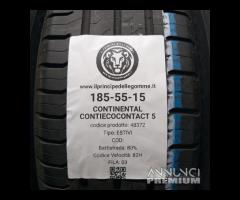 www.ilprincipedellegomme.it
185-55-15
CONTINENTAL
CONTIECOCONTACT 5
codice prodotto: 48372
Tipo: ESTIVI
COD:
Battistrada: 80%
Codice Velocità: 82H
FILA: 03
ANNUNCI
PREMIUM